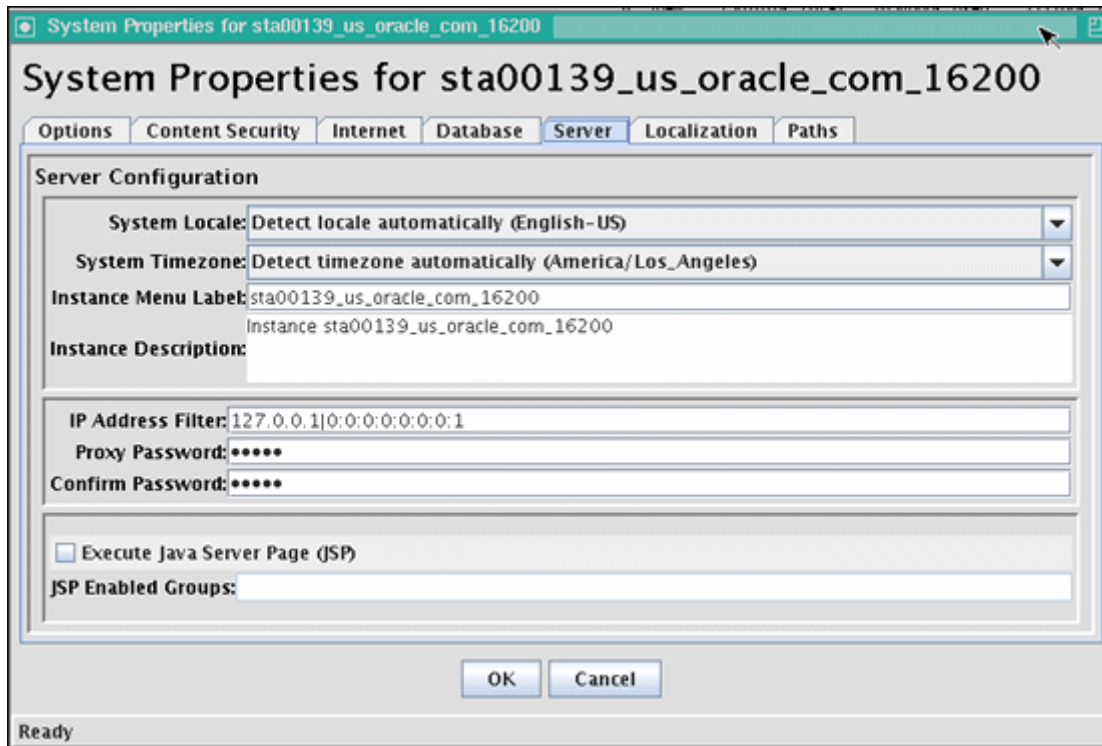 System Properties for sta00139_us_oracle_com_16200
System Properties for sta00139_us_oracle_com_16200
Options Content Security Internet Database Server Localization Paths
Server Configuration
System Locale: Detect locale automatically (English-US)
System Timezone: Detect timezone automatically (America/Los_Angeles)
Instance Menu Label: sta00139_us_oracle_com_16200
Instance sta00139_us_oracle_com_16200
Instance Description:
IP Address Filter: 127.0.0.1|0:0:0:0:0:0:0:1
Proxy Password: •••••
Confirm Password: •••••
Execute Java Server Page (JSP)
JSP Enabled Groups:
OK Cancel
Ready